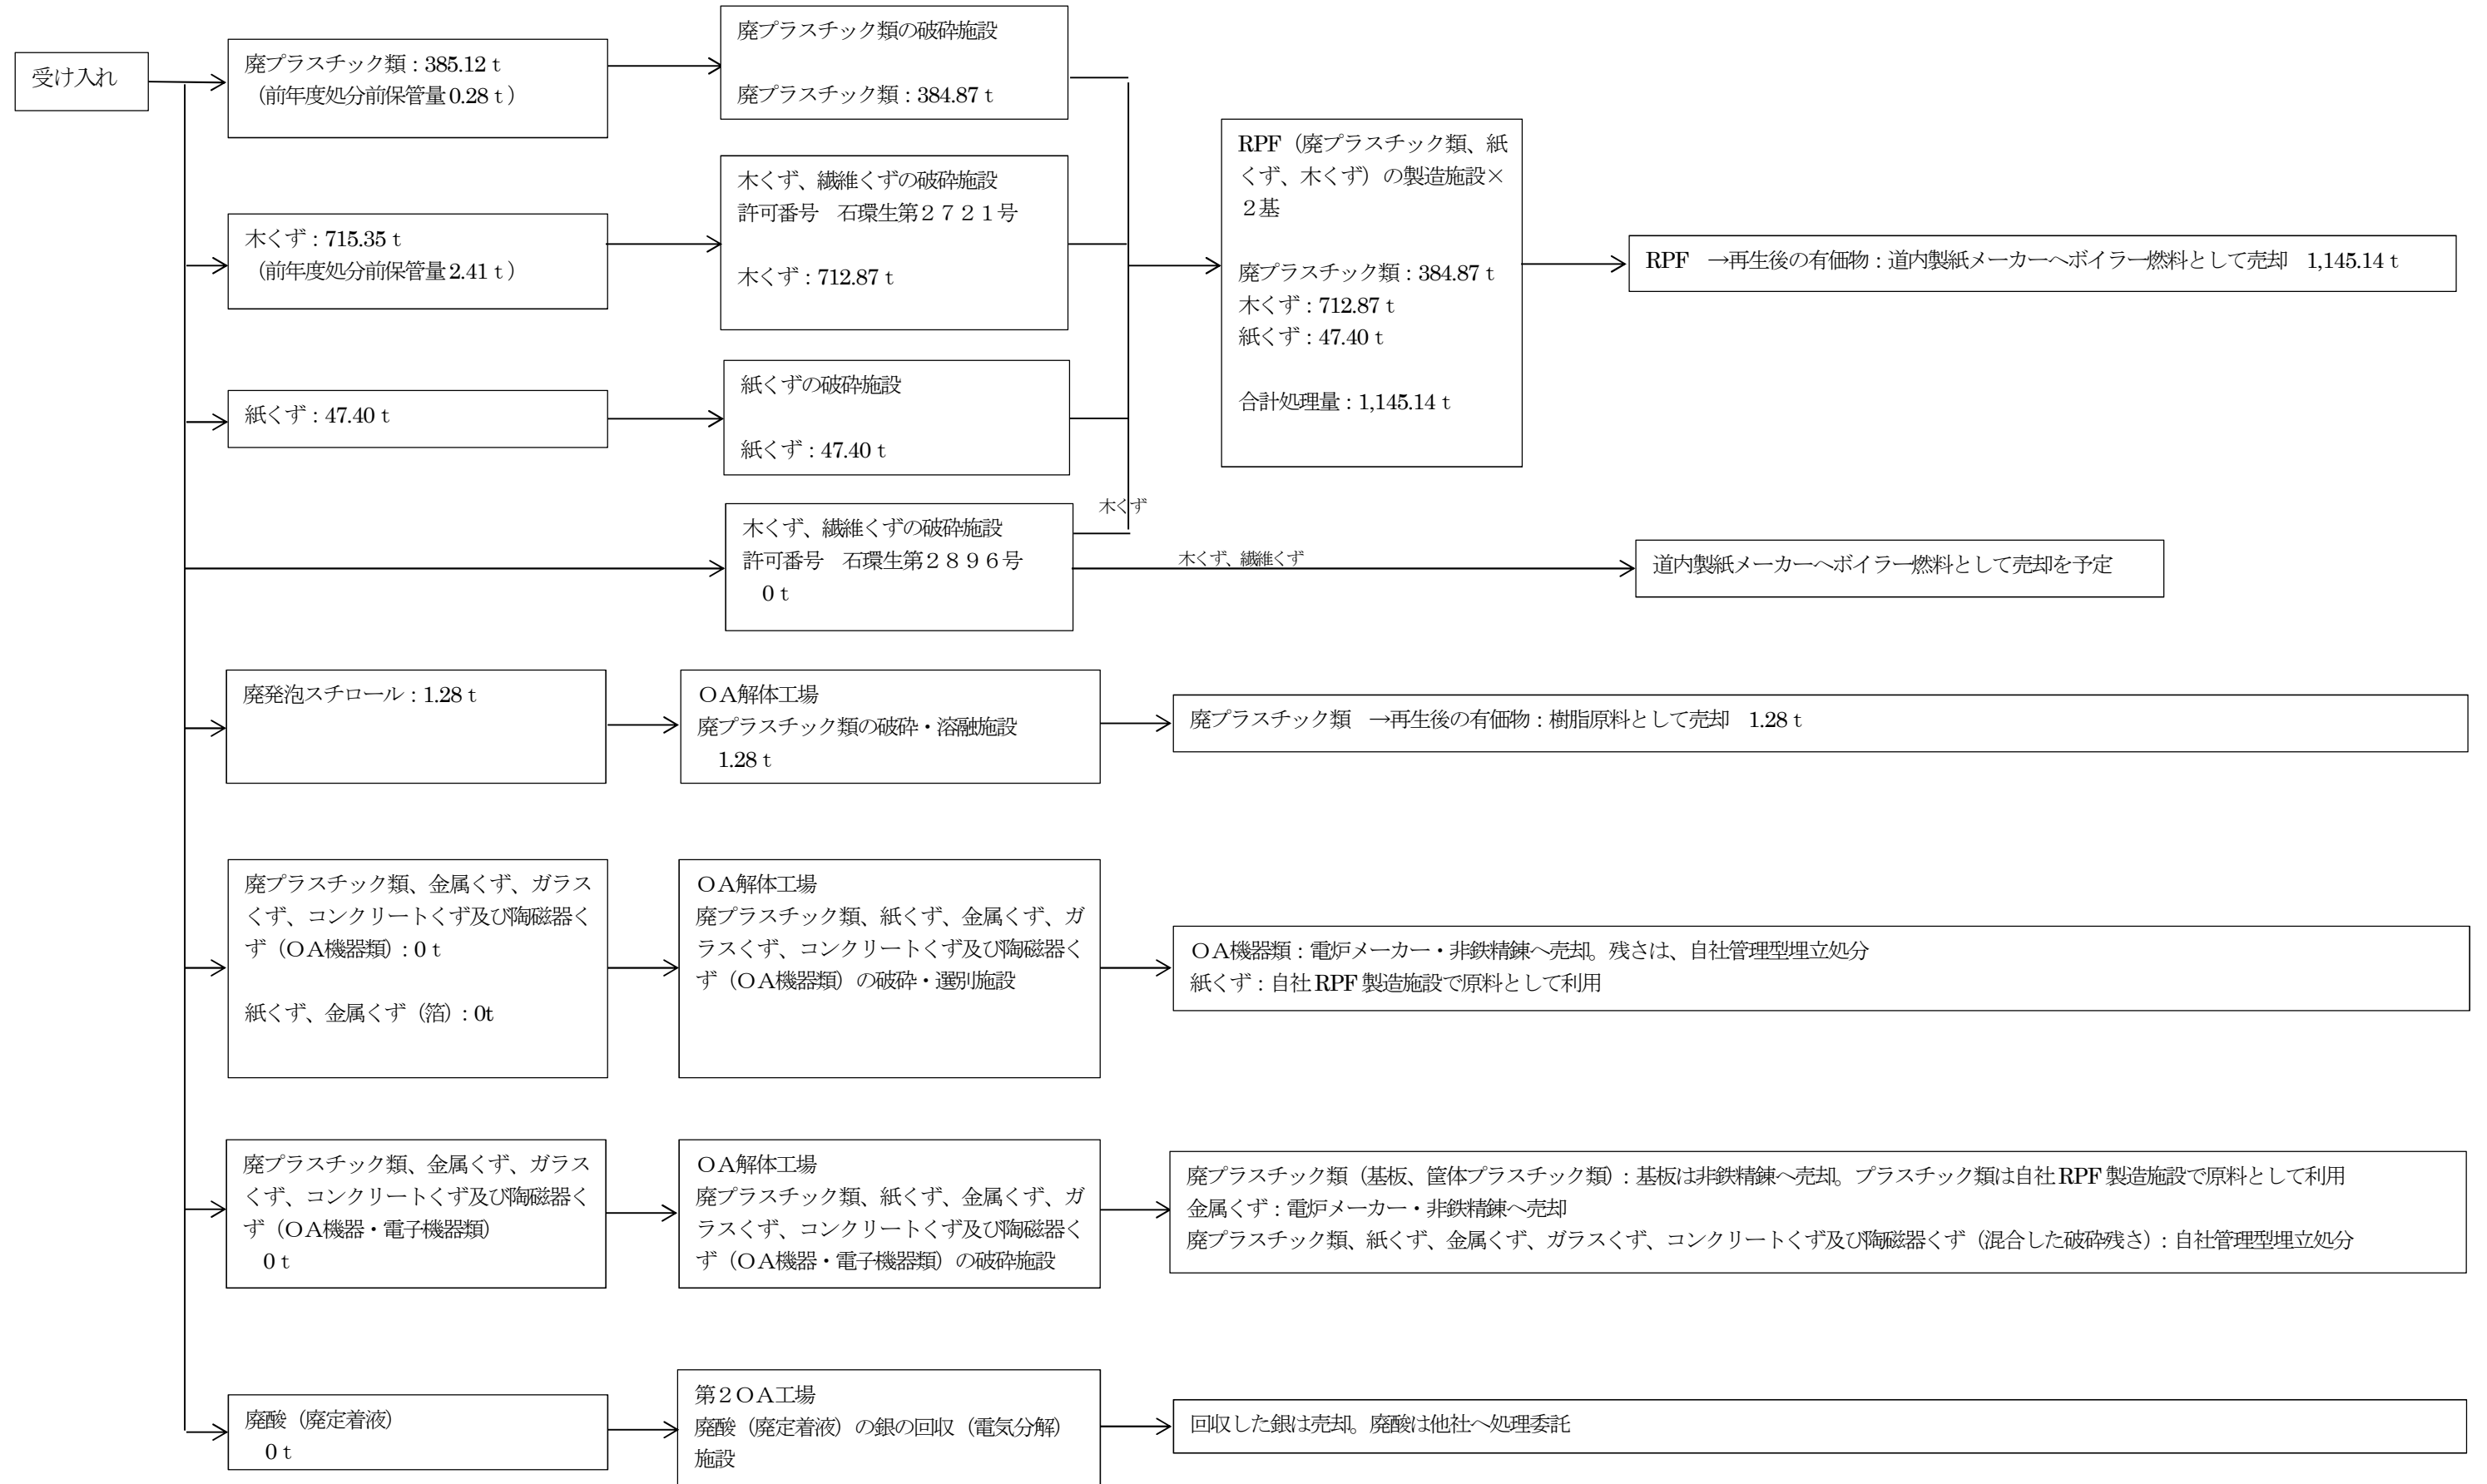 受け入れ
廃プラスチック類：385.12 t
（前年度処分前保管量 0.28 t ）
廃プラスチック類の破砕施設
廃プラスチック類：384.87 t
木くず：715.35 t
（前年度処分前保管量 2.41 t ）
木くず、繊維くずの破砕施設
許可番号　石環生第２７２１号
木くず：712.87 t
紙くず：47.40 t
紙くずの破砕施設
紙くず：47.40 t
RPF（廃プラスチック類、紙
くず、木くず）の製造施設×
２基
廃プラスチック類：384.87 t
木くず：712.87 t
紙くず：47.40 t
合計処理量：1,145.14 t
RPF　→再生後の有価物：道内製紙メーカーへボイラー燃料として売却　1,145.14 t
木くず、繊維くずの破砕施設
許可番号　石環生第２８９６号
0 t
木くず
木くず、繊維くず
道内製紙メーカーへボイラー燃料として売却を予定
廃発泡スチロール：1.28 t
ＯＡ解体工場
廃プラスチック類の破砕・溶融施設
1.28 t
廃プラスチック類　→再生後の有価物：樹脂原料として売却　1.28 t
廃プラスチック類、金属くず、ガラス
くず、コンクリートくず及び陶磁器く
ず（ＯＡ機器類）：0 t
紙くず、金属くず（箔）：0t
ＯＡ解体工場
廃プラスチック類、紙くず、金属くず、ガ
ラスくず、コンクリートくず及び陶磁器く
ず（ＯＡ機器類）の破砕・選別施設
ＯＡ機器類：電炉メーカー・非鉄精錬へ売却。残さは、自社管理型埋立処分
紙くず：自社 RPF 製造施設で原料として利用
廃プラスチック類、金属くず、ガラス
くず、コンクリートくず及び陶磁器く
ず（ＯＡ機器・電子機器類）
0 t
ＯＡ解体工場
廃プラスチック類、紙くず、金属くず、ガ
ラスくず、コンクリートくず及び陶磁器く
ず（ＯＡ機器・電子機器類）の破砕施設
廃プラスチック類（基板、筐体プラスチック類）：基板は非鉄精錬へ売却。プラスチック類は自社 RPF 製造施設で原料として利用
金属くず：電炉メーカー・非鉄精錬へ売却
廃プラスチック類、紙くず、金属くず、ガラスくず、コンクリートくず及び陶磁器くず（混合した破砕残さ）：自社管理型埋立処分
廃酸（廃定着液）
0 t
第２ＯＡ工場
廃酸（廃定着液）の銀の回収（電気分解）
施設
回収した銀は売却。廃酸は他社へ処理委託